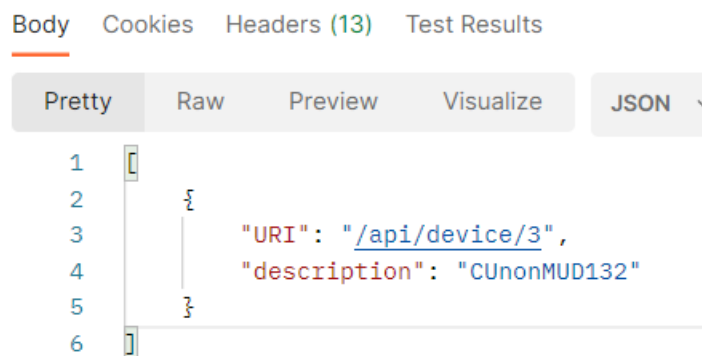 Body Cookies Headers (13) Test Results
Pretty Raw Preview Visualize JSON
1 [
2 {
3 "URI": "/api/device/3",
4 "description": "CUnonMUD132"
5 }
6 ]